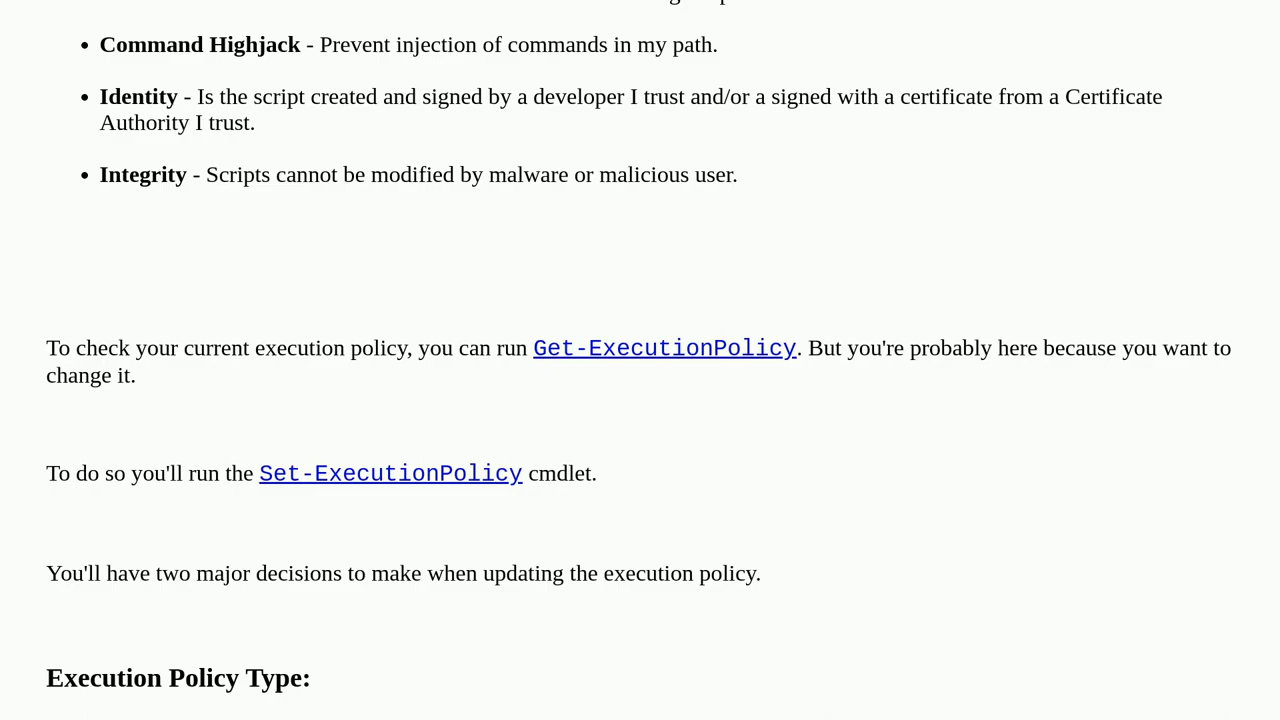 Command Highjack - Prevent injection of commands in my path.
Identity - Is the script created and signed by a developer I trust and/or a signed with a certificate from a Certificate
Authority I trust.
Integrity - Scripts cannot be modified by malware or malicious user.
To check your current execution policy, you can run Get-ExecutionPolicy. But you're probably here because you want to
change it.
To do so you'll run the Set-ExecutionPolicy cmdlet.
You'll have two major decisions to make when updating the execution policy.
Execution Policy Type: